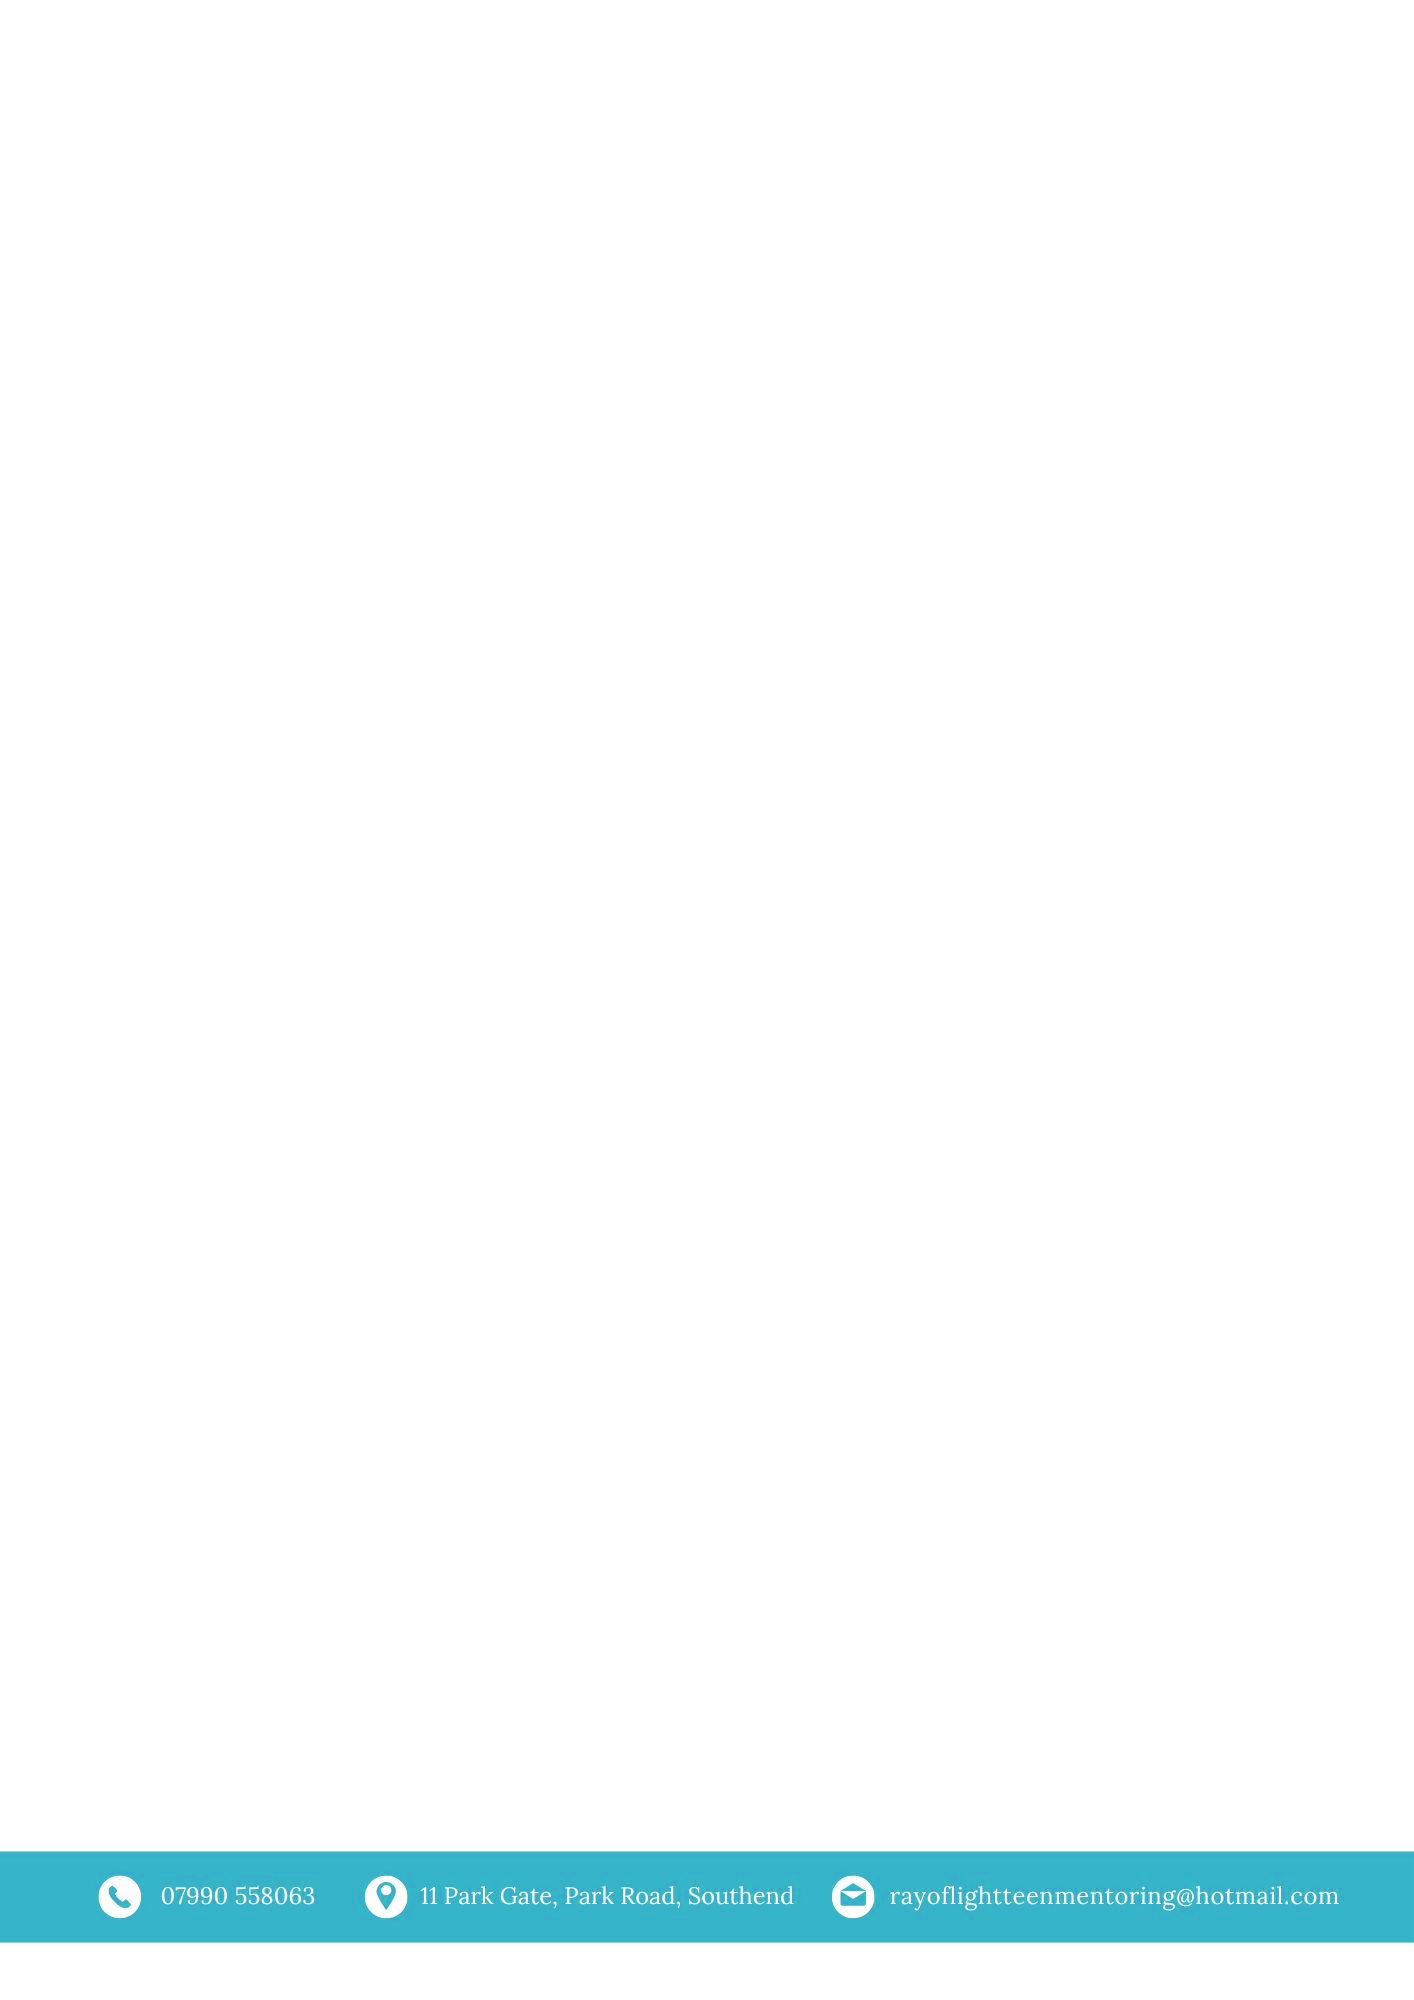 07990 558063 11 Park Gate, Park Road, Southend rayoflightteenmentoring@hotmail.com